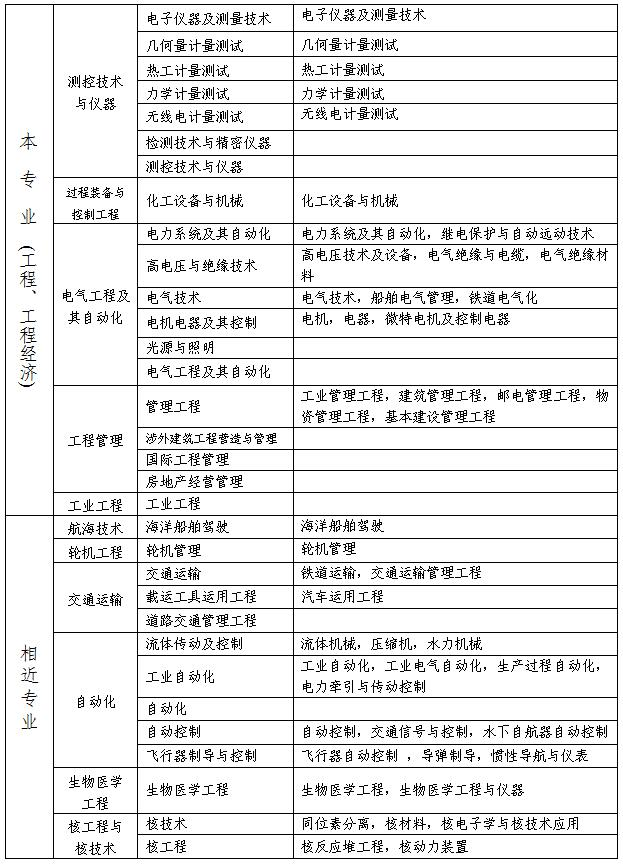 本专业（工程、工程经济）
测控技术
与仪器
电子仪器及测量技术
电子仪器及测量技术
几何量计量测试
几何量计量测试
热工计量测试
热工计量测试
力学计量测试
力学计量测试
无线电计量测试
无线电计量测试
检测技术与精密仪器
测控技术与仪器
过程装备与
控制工程
化工设备与机械
化工设备与机械
电气工程及
其自动化
电力系统及其自动化
电力系统及其自动化，继电保护与自动远动技术
高电压与绝缘技术
高电压技术及设备，电气绝缘与电缆，电气绝缘材
料
电气技术
电气技术，船舶电气管理，铁道电气化
电机电器及其控制
电机，电器，微特电机及控制电器
光源与照明
电气工程及其自动化
工程管理
管理工程
工业管理工程，建筑管理工程，邮电管理工程，物
资管理工程，基本建设管理工程
涉外建筑工程营造与管理
国际工程管理
房地产经营管理
工业工程
工业工程
相近专业
航海技术
海洋船舶驾驶
海洋船舶驾驶
轮机工程
轮机管理
轮机管理
交通运输
交通运输
铁道运输，交通运输管理工程
载运工具运用工程
汽车运用工程
道路交通管理工程
自动化
流体传动及控制
流体机械，压缩机，水力机械
工业自动化
工业自动化，工业电气自动化，生产过程自动化，
电力牵引与传动控制
自动化
自动控制
自动控制，交通信号与控制，水下自航器自动控制
飞行器制导与控制
飞行器自动控制 ，导弹制导，惯性导航与仪表
生物医学
工程
生物医学工程
生物医学工程，生物医学工程与仪器
核工程与
核技术
核技术
同位素分离，核材料，核电子学与核技术应用
核工程
核反应堆工程，核动力装置